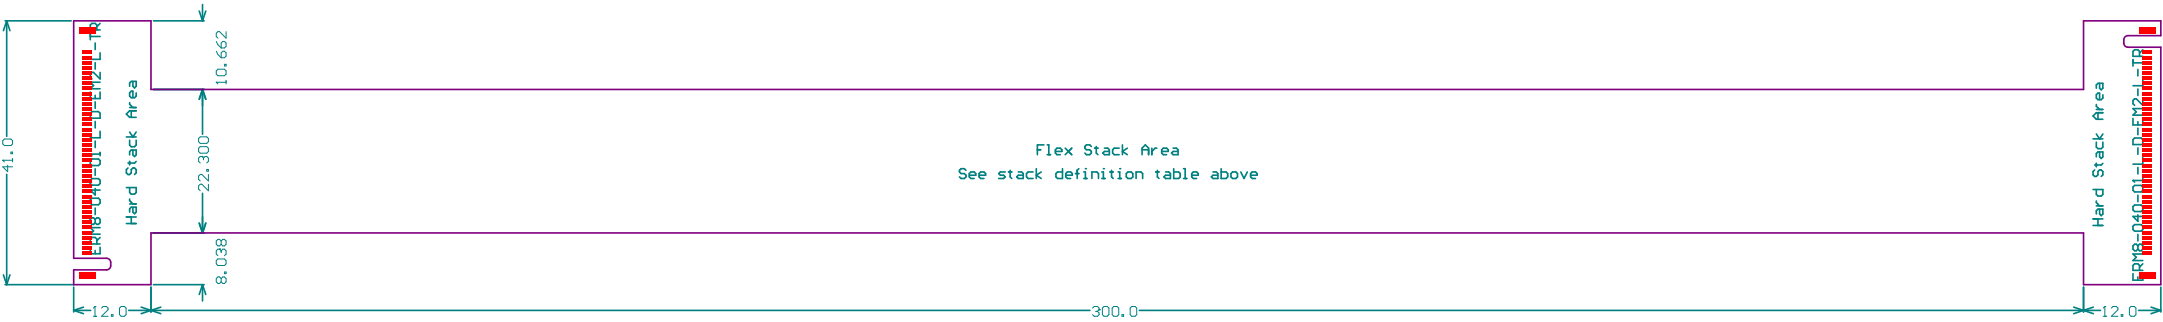 ERM8-040-01-L-D-EM2-L-TR
Hard Stack Area
41.0
10.662
22.300
8.038
12.0
Flex Stack Area
See stack definition table above
300.0
Hard Stack Area
ERM8-040-01-L-D-EM2-L-TR
12.0